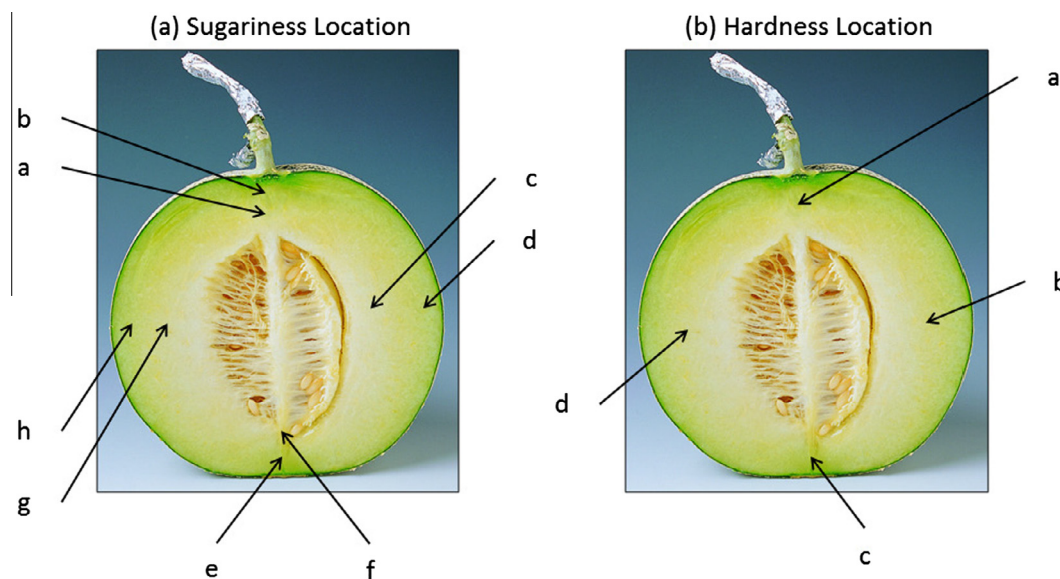 (a) Sugariness Location
(b) Hardness Location
b
a
c
d
h
g
e
f
a
b
d
c